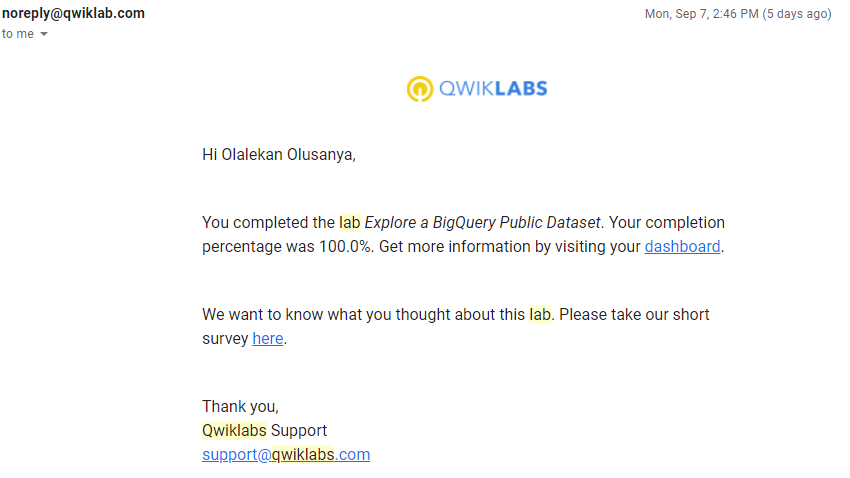 noreply@qwiklab.com
Mon, Sep 7, 2:46 PM (5 days ago)
to me
QWIKLABS
Hi Olalekan Olusanya,
You completed the lab Explore a BigQuery Public Dataset. Your completion
percentage was 100.0%. Get more information by visiting your dashboard.
We want to know what you thought about this lab. Please take our short
survey here.
Thank you,
Qwiklabs Support
support@qwiklabs.com